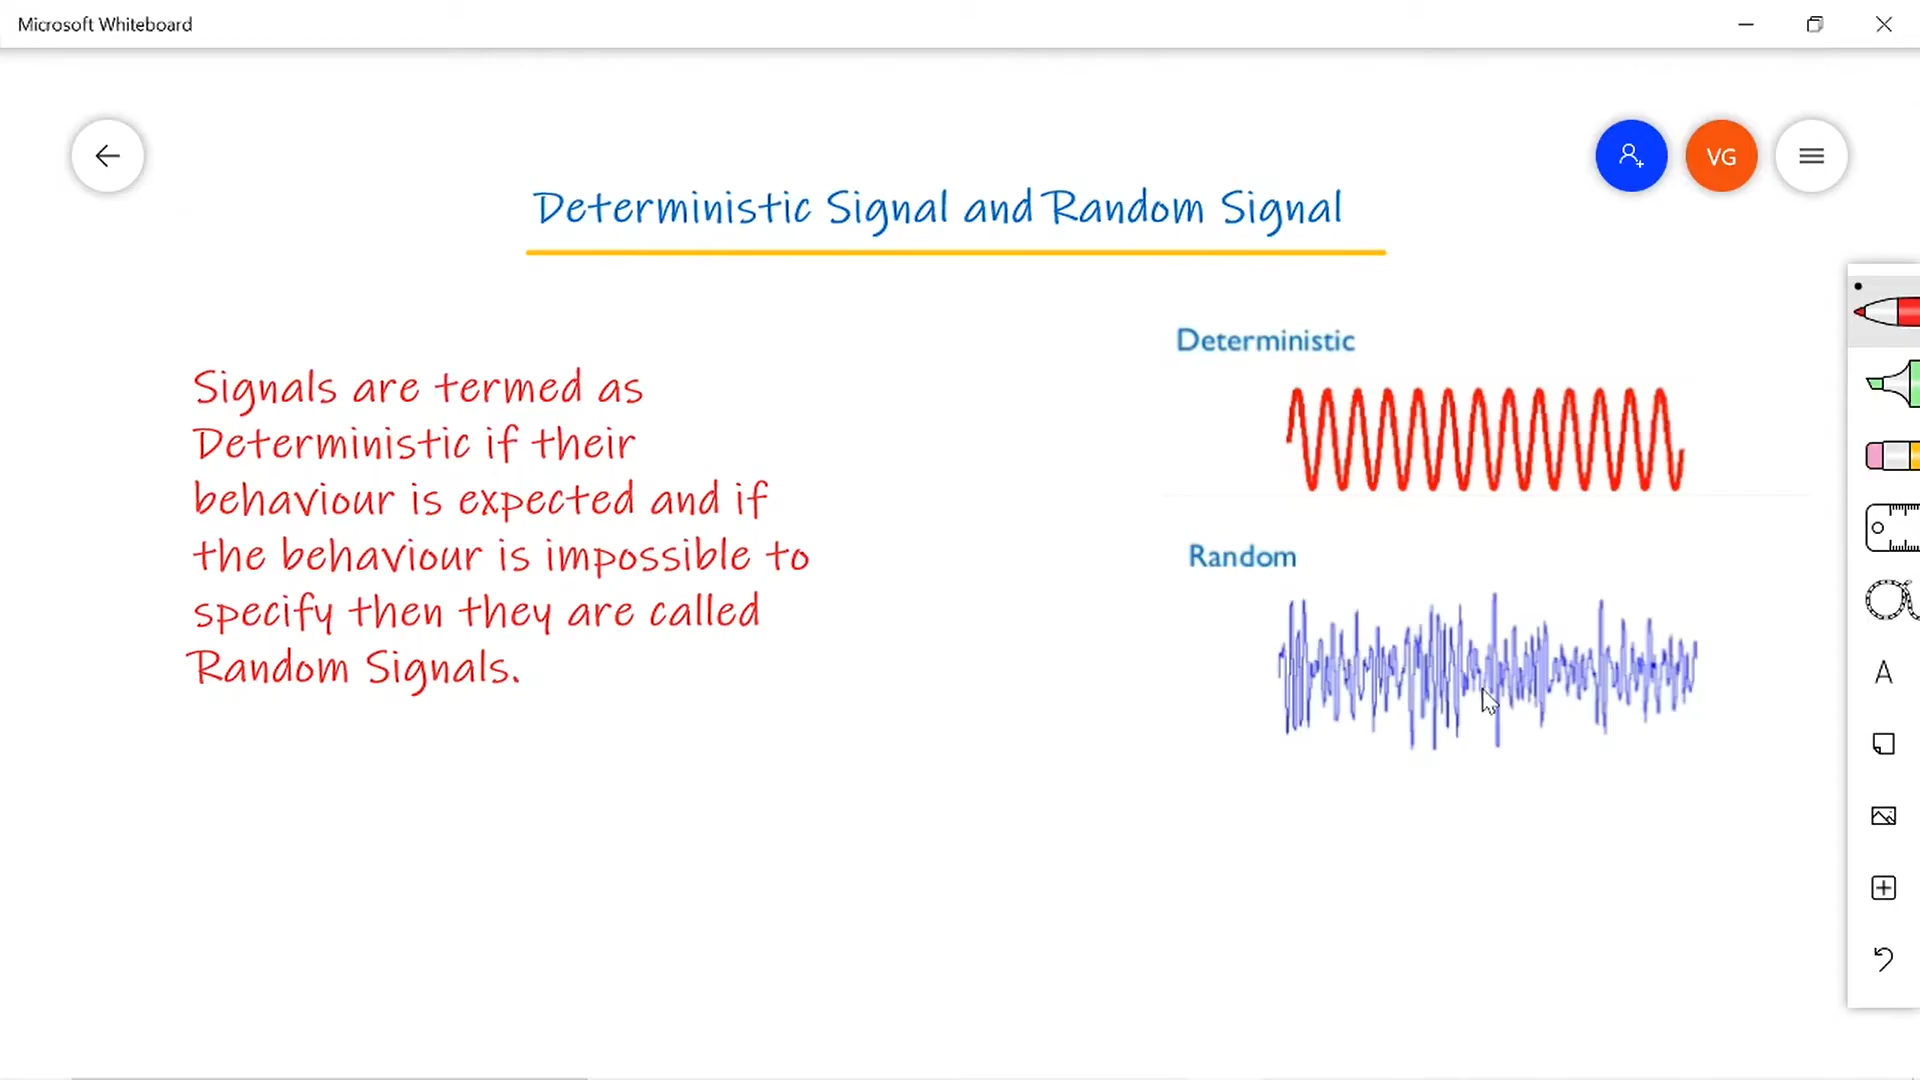 Microsoft Whiteboard
VG
Deterministic Signal and Random Signal
Deterministic
Signals are termed as
Deterministic if their
behaviour is expected and if
the behaviour is impossible to
specify then they are called
Random Signals.
Random
A